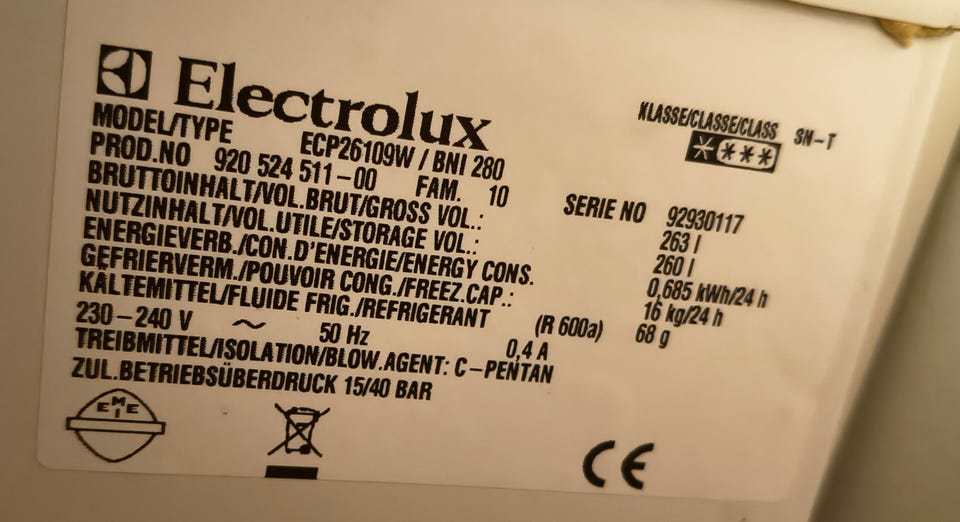 Electrolux
KLASSE/CLASSE/CLASS SN-T
MODEL/TYPE ECP26109W / BNI 280
PROD.NO 920 524 511-00 FAM. 10 SERIE NO 92930117
BRUTTOINHALT/VOL.BRUT/GROSS VOL.: 263 l
NUTZINHALT/VOL.UTILE/STORAGE VOL.: 260 l
ENERGIEVERB./CON.D'ENERGIE/ENERGY CONS. 0,685 kWh/24 h
GEFRIERVERM./POUVOIR CONG./FREEZ.CAP.: 16 kg/24 h
KÄLTEMITTEL/FLUIDE FRIG./REFRIGERANT (R 600a) 68 g
230-240 V ~ 50 Hz 0,4 A
TREIBMITTEL/ISOLATION/BLOW.AGENT: C-PENTAN
ZUL.BETRIEBSÜBERDRUCK 15/40 BAR
EMEI
CE